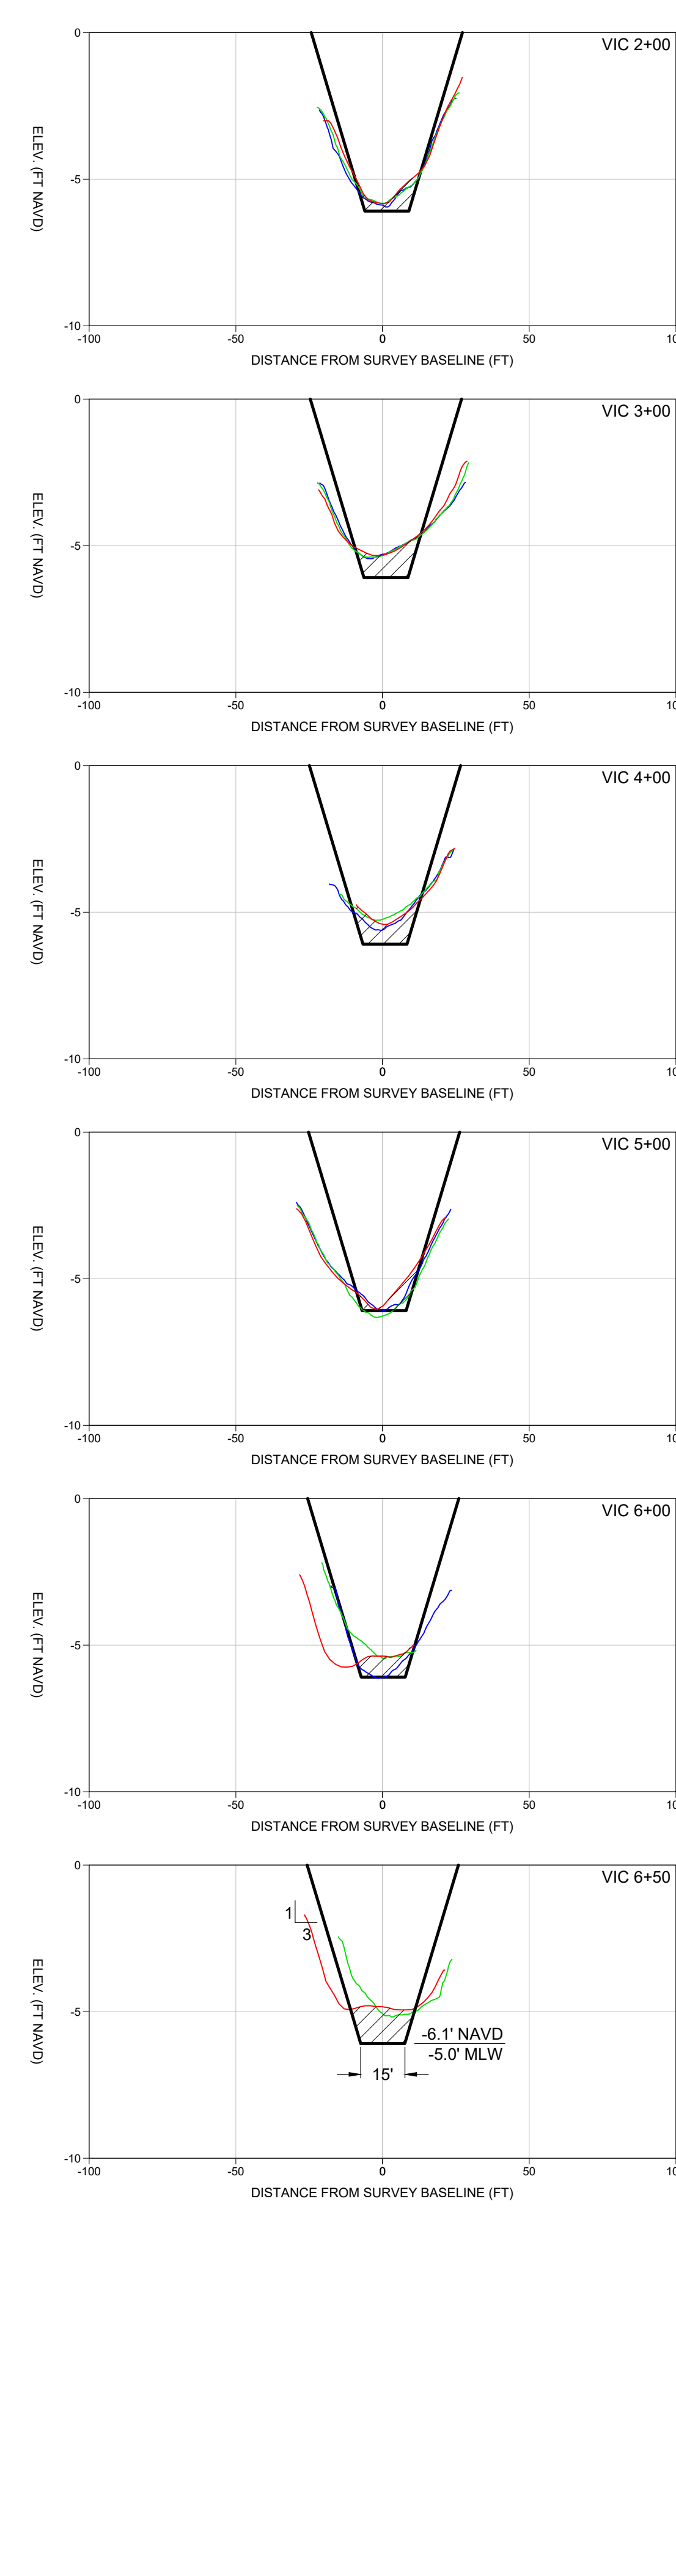 VIC 2+00
0
-5
-10
ELEV. (FT NAVD)
-100 -50 0 50 10
DISTANCE FROM SURVEY BASELINE (FT)
VIC 3+00
0
-5
-10
ELEV. (FT NAVD)
-100 -50 0 50 10
DISTANCE FROM SURVEY BASELINE (FT)
VIC 4+00
0
-5
-10
ELEV. (FT NAVD)
-100 -50 0 50 10
DISTANCE FROM SURVEY BASELINE (FT)
VIC 5+00
0
-5
-10
ELEV. (FT NAVD)
-100 -50 0 50 10
DISTANCE FROM SURVEY BASELINE (FT)
VIC 6+00
0
-5
-10
ELEV. (FT NAVD)
-100 -50 0 50 10
DISTANCE FROM SURVEY BASELINE (FT)
VIC 6+50
0
-5
-10
ELEV. (FT NAVD)
1
3
-6.1' NAVD
-5.0' MLW
15'
-100 -50 0 50 10
DISTANCE FROM SURVEY BASELINE (FT)